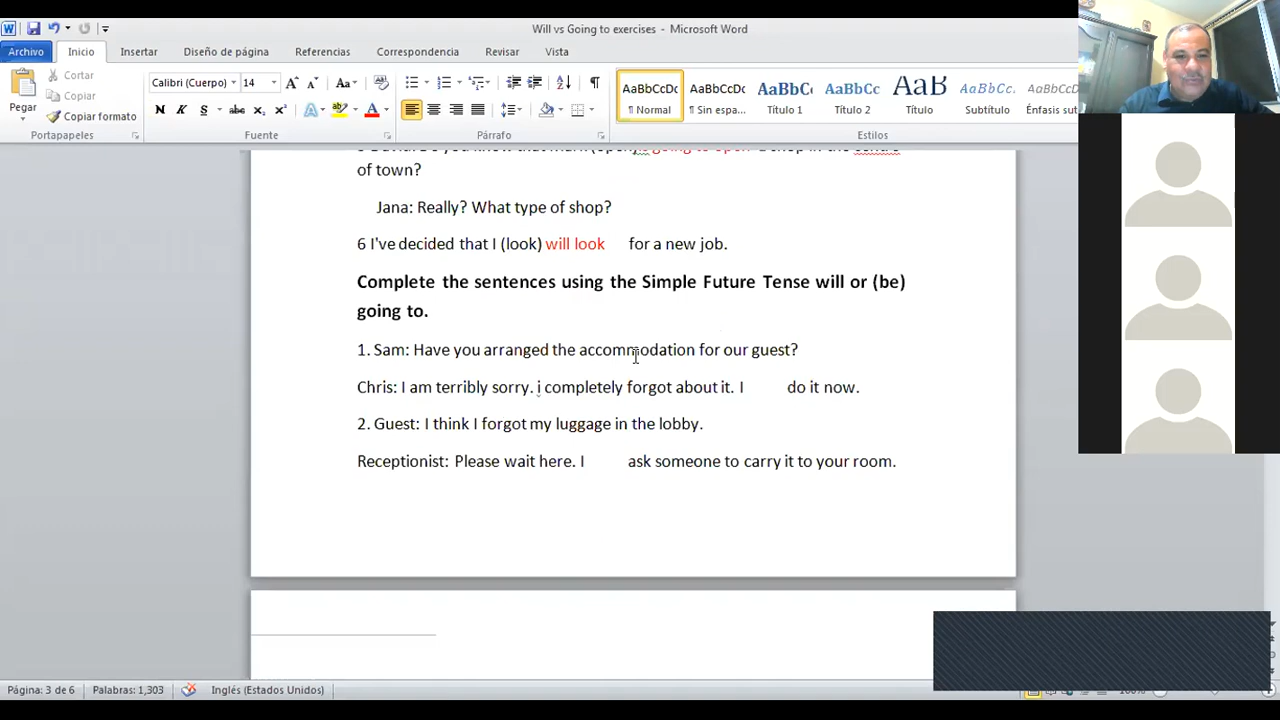 Will vs Going to exercises - Microsoft Word
Archivo Inicio Insertar Diseño de página Referencias Correspondencia Revisar Vista
Pegar
Cortar
Copiar
Copiar formato
Portapapeles
Calibri (Cuerpo) 14
N K S abc x₂ x²
Fuente
Párrafo
AaBbCcDc AaBbCcDc AaBbC AaBbCc AaB AaBbCc. AaBbCcDc
¶ Normal ¶ Sin espa... Título 1 Título 2 Título Subtítulo Énfasis sut
Estilos
of town?
Jana: Really? What type of shop?
6 I've decided that I (look) will look for a new job.
Complete the sentences using the Simple Future Tense will or (be)
going to.
1. Sam: Have you arranged the accommodation for our guest?
Chris: I am terribly sorry. i completely forgot about it. I do it now.
2. Guest: I think I forgot my luggage in the lobby.
Receptionist: Please wait here. I ask someone to carry it to your room.
Página: 3 de 6 Palabras: 1,303 Inglés (Estados Unidos)